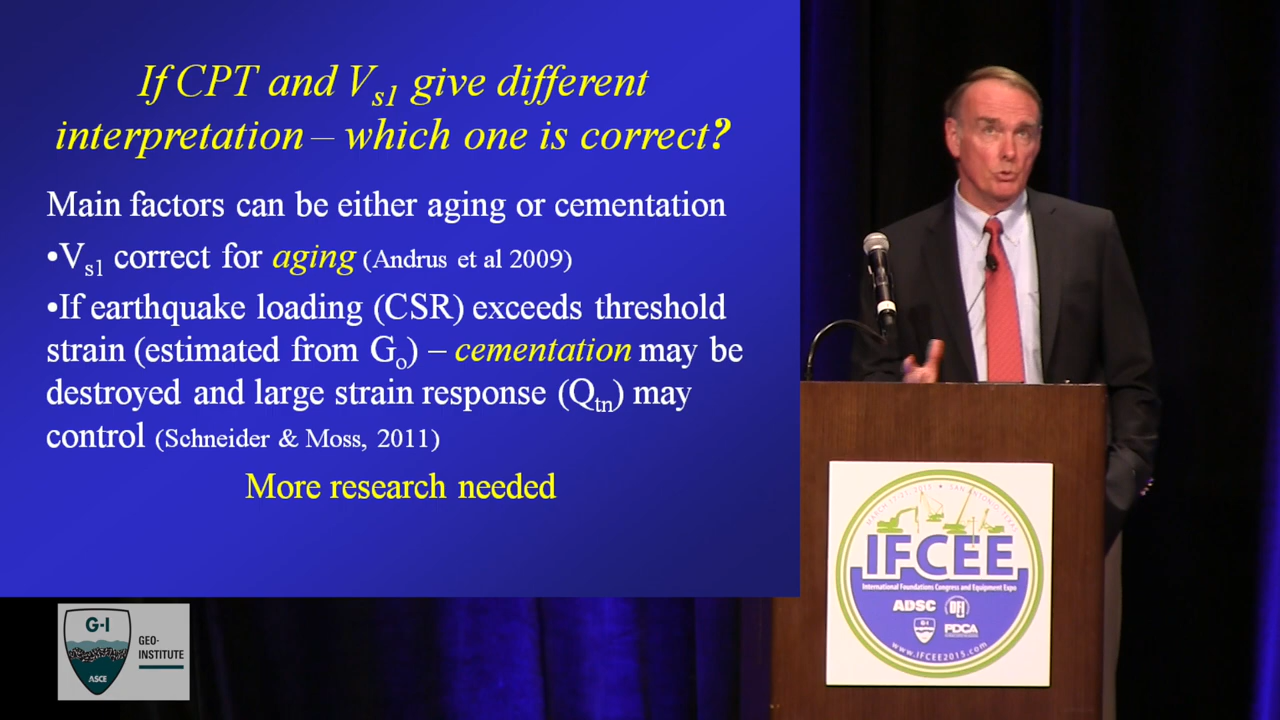 If CPT and Vs1 give different
interpretation – which one is correct?
Main factors can be either aging or cementation
•Vs1 correct for aging (Andrus et al 2009)
•If earthquake loading (CSR) exceeds threshold
strain (estimated from Go) – cementation may be
destroyed and large strain response (Qtn) may
control (Schneider & Moss, 2011)
More research needed
G-I
ASCE
GEO-
INSTITUTE
IFCEE
International Foundations Congress and Equipment Expo
ADSC
DFI
G-I
PDCA
www.IFCEE2015.com